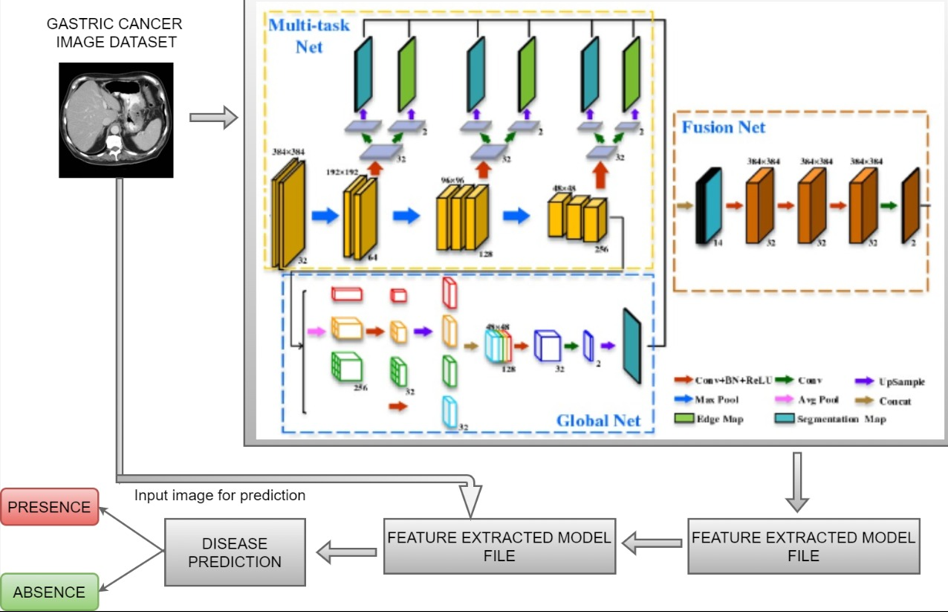 GASTRIC CANCER
IMAGE DATASET
Multi-task
Net
2
2
2
32
32
32
384×384
192×192
96×96
48×48
32
64
128
256
Fusion Net
384×384
384×384
384×384
14
32
32
32
2
48×48
256
32
32
128
32
2
Global Net
Conv+BN+ReLU
Conv
UpSample
Max Pool
Avg Pool
Concat
Edge Map
Segmentation Map
Input image for prediction
PRESENCE
ABSENCE
DISEASE
PREDICTION
FEATURE EXTRACTED MODEL
FILE
FEATURE EXTRACTED MODEL
FILE